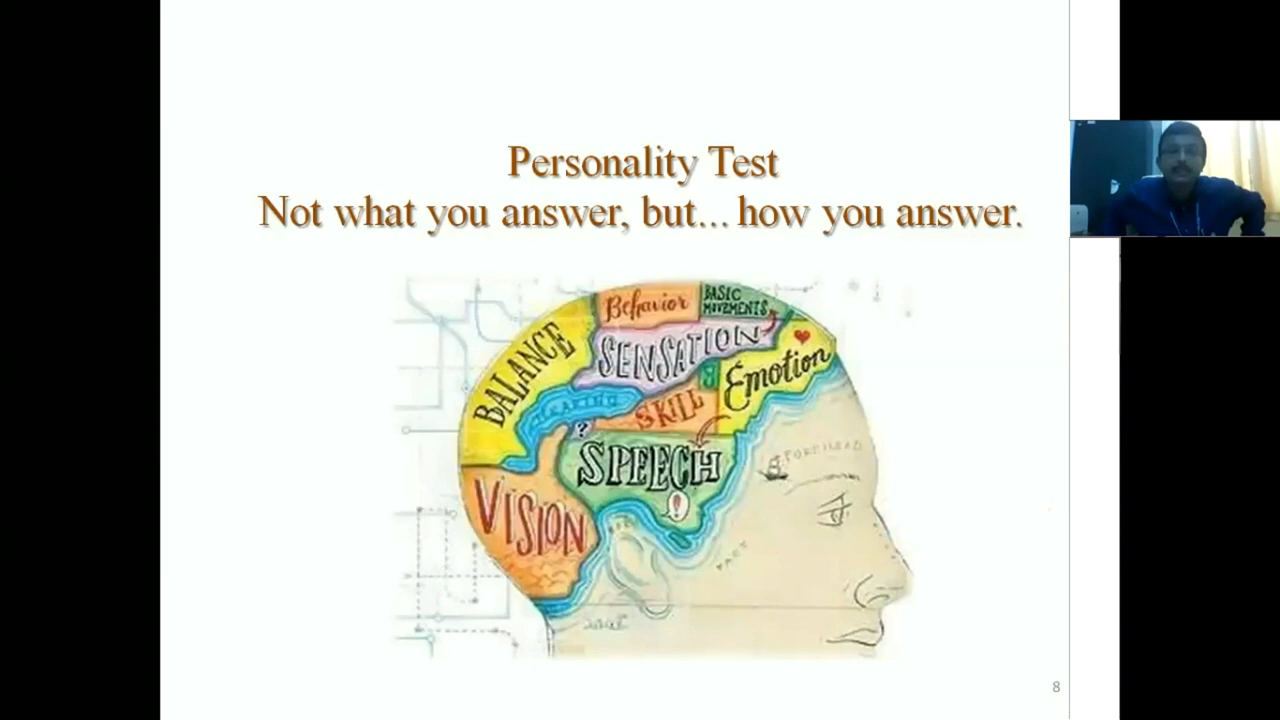 Personality Test
Not what you answer, but... how you answer.
Behavior
BASIC
MOVEMENTS
BALANCE
SENSATION
Emotion
SKILL
?
SPEECH
!
FOREHEAD
VISION
8